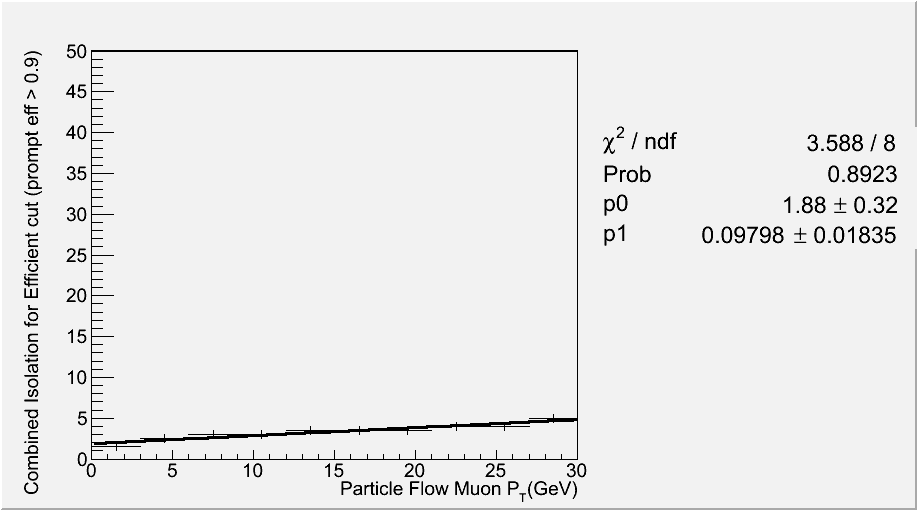 Combined Isolation for Efficient cut (prompt eff > 0.9)
50
45
40
35
30
25
20
15
10
5
0
0 5 10 15 20 25 30
Particle Flow Muon P_T(GeV)
χ² / ndf 3.588 / 8
Prob 0.8923
p0 1.88 ± 0.32
p1 0.09798 ± 0.01835